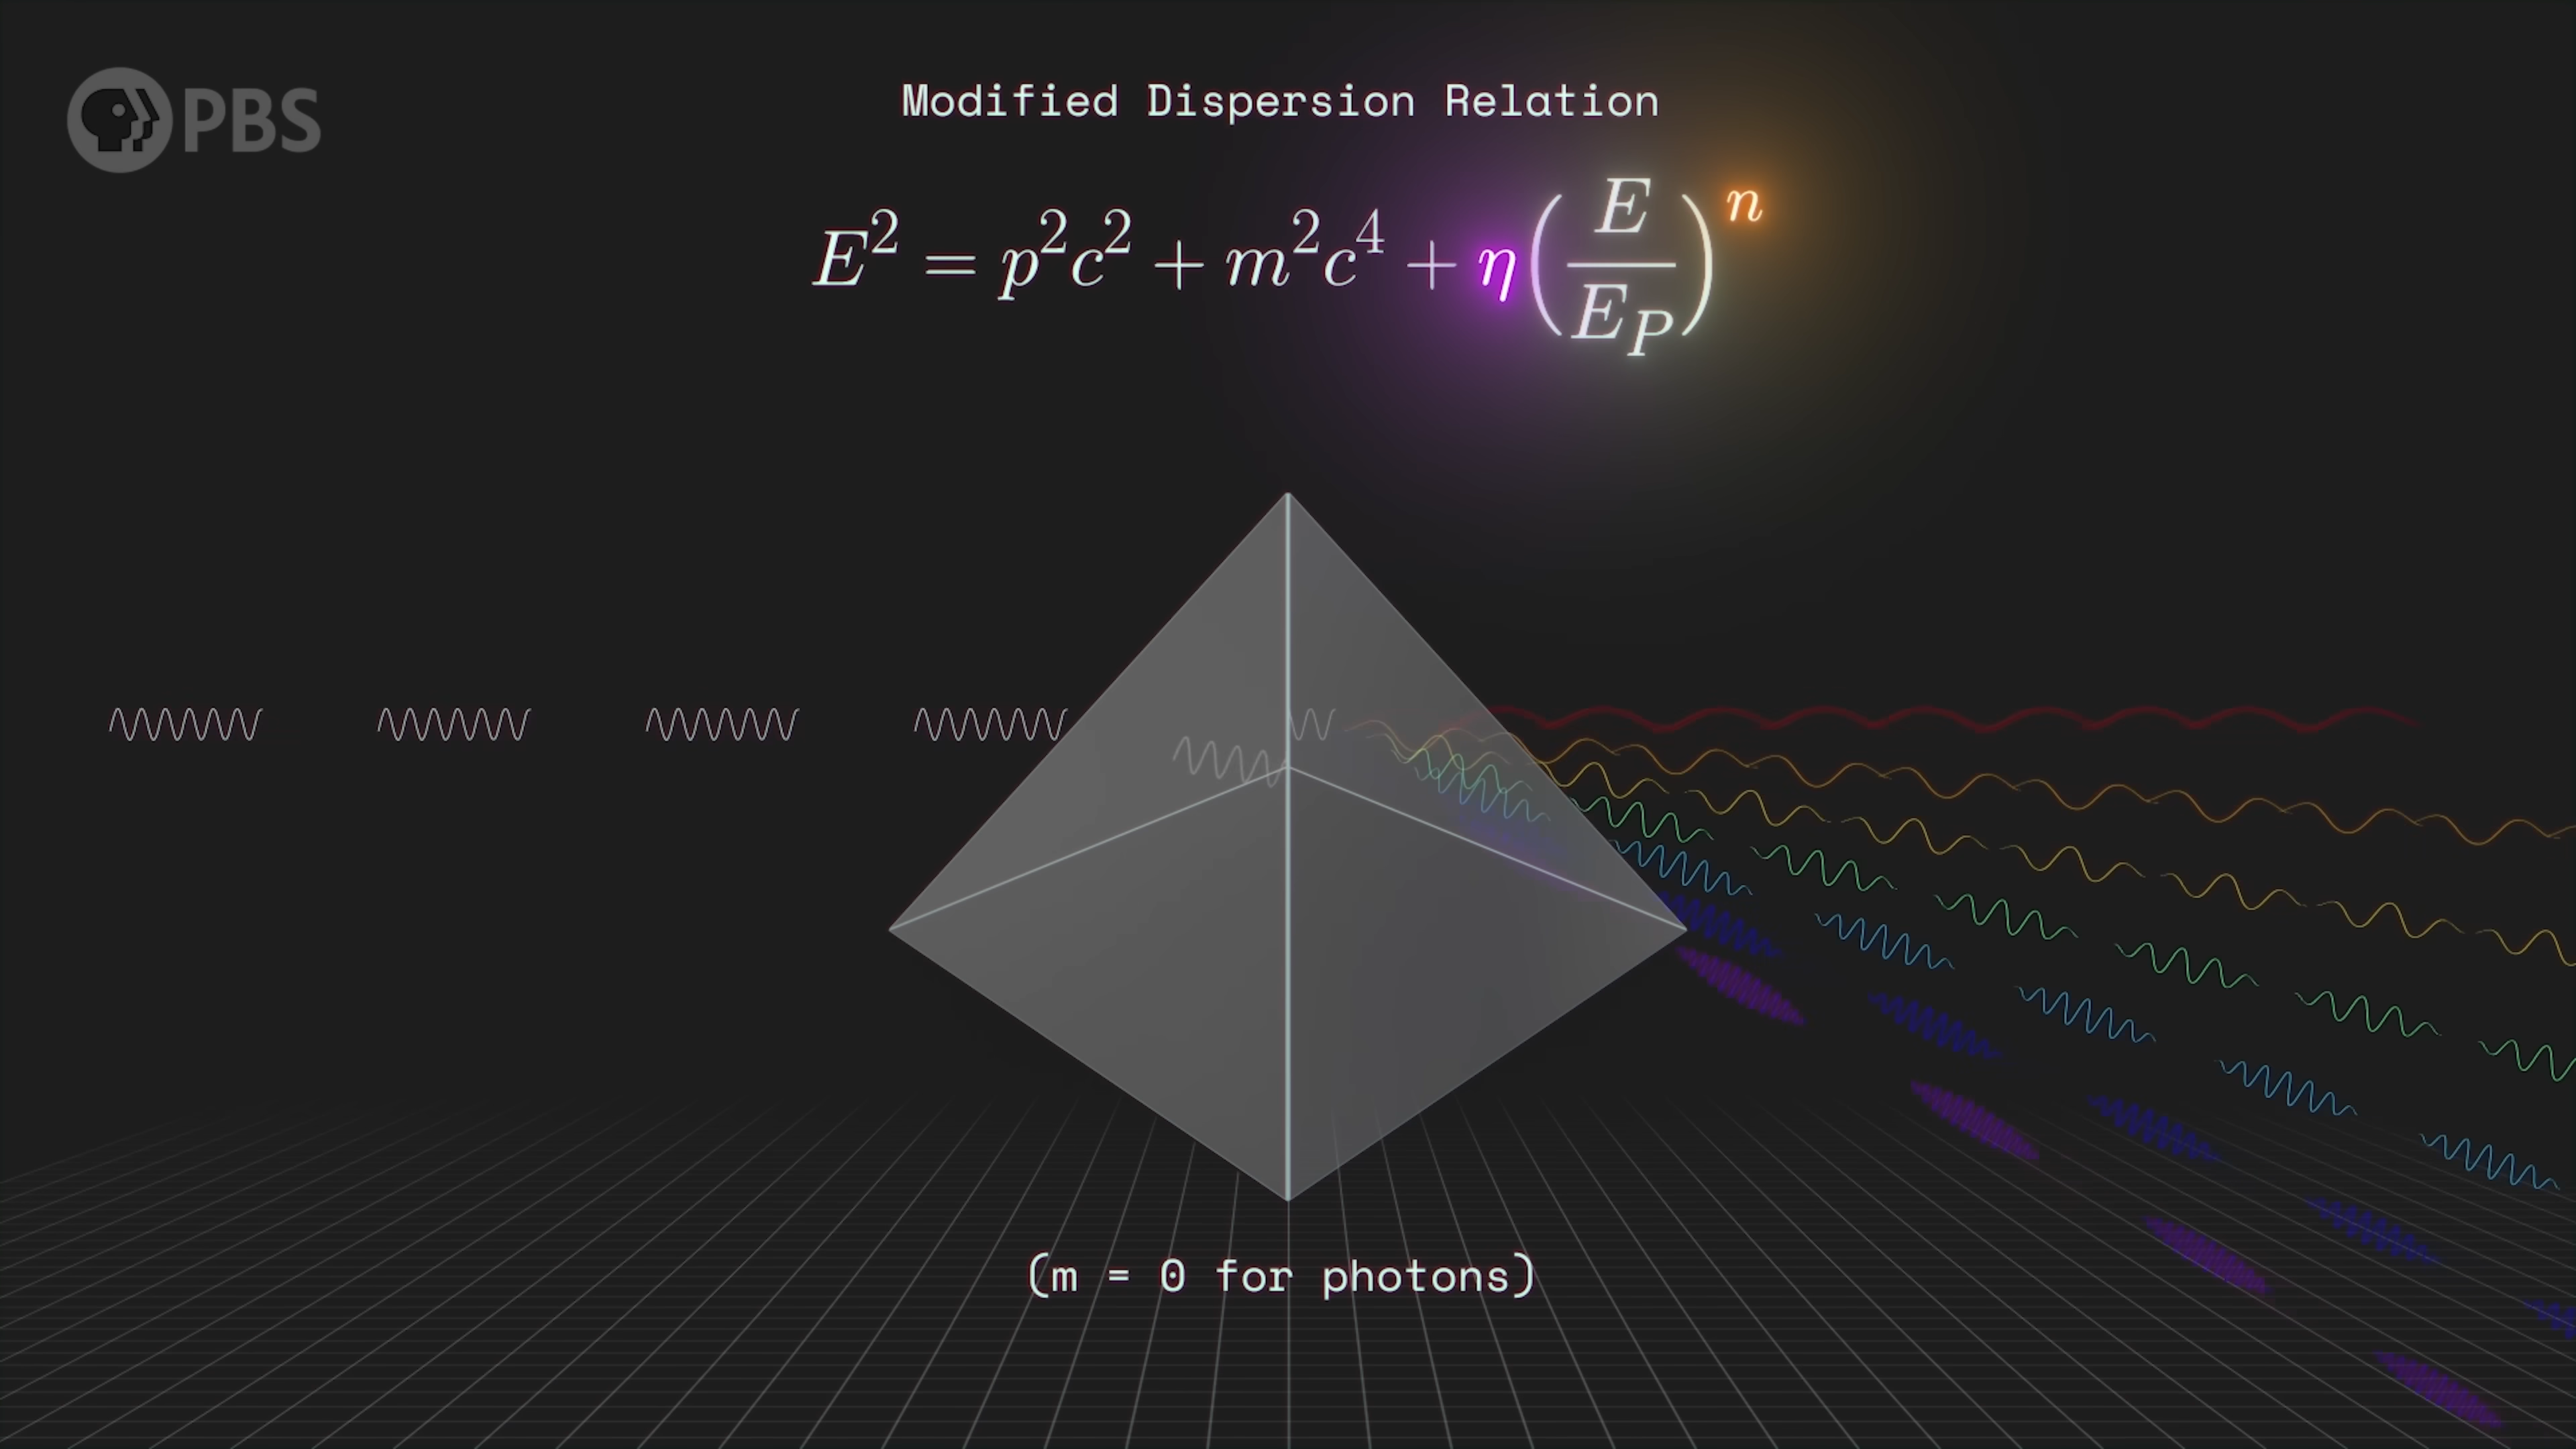 PBS
Modified Dispersion Relation
E² = p²c² + m²c⁴ + η(E/E_P)ⁿ
(m = 0 for photons)